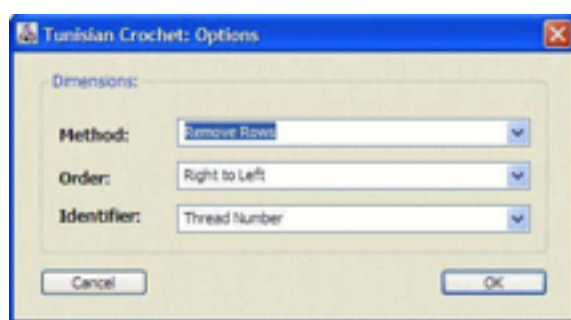 Tunisian Crochet: Options
Dimensions:
Method: Remove Rows
Order: Right to Left
Identifier: Thread Number
Cancel OK